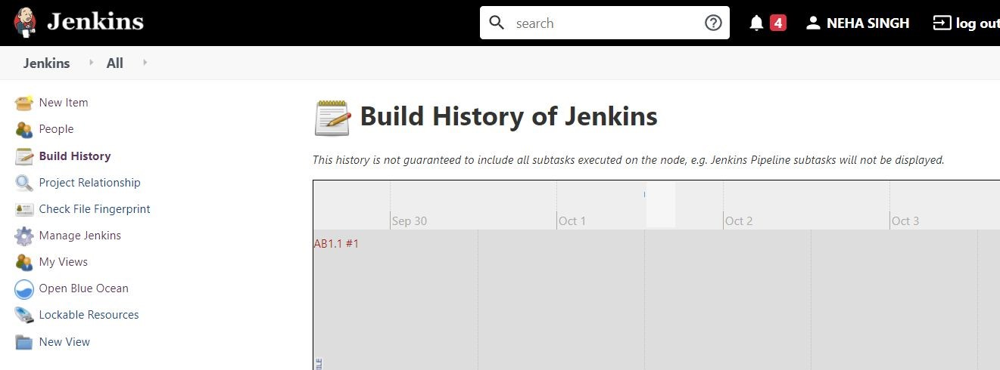 Jenkins
search
4
NEHA SINGH
log out
Jenkins
All
New Item
People
Build History
Project Relationship
Check File Fingerprint
Manage Jenkins
My Views
Open Blue Ocean
Lockable Resources
New View
Build History of Jenkins
This history is not guaranteed to include all subtasks executed on the node, e.g. Jenkins Pipeline subtasks will not be displayed.
Sep 30
Oct 1
Oct 2
Oct 3
AB1.1 #1